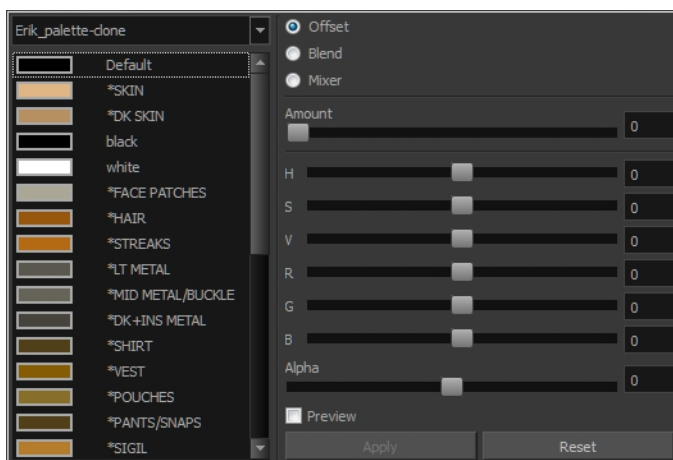 Erik_palette-clone
Default
*SKIN
*DK SKIN
black
white
*FACE PATCHES
*HAIR
*STREAKS
*LT METAL
*MID METAL/BUCKLE
*DK+INS METAL
*SHIRT
*VEST
*POUCHES
*PANTS/SNAPS
*SIGIL
Offset
Blend
Mixer
Amount
0
H 0
S 0
V 0
R 0
G 0
B 0
Alpha
0
Preview
Apply Reset